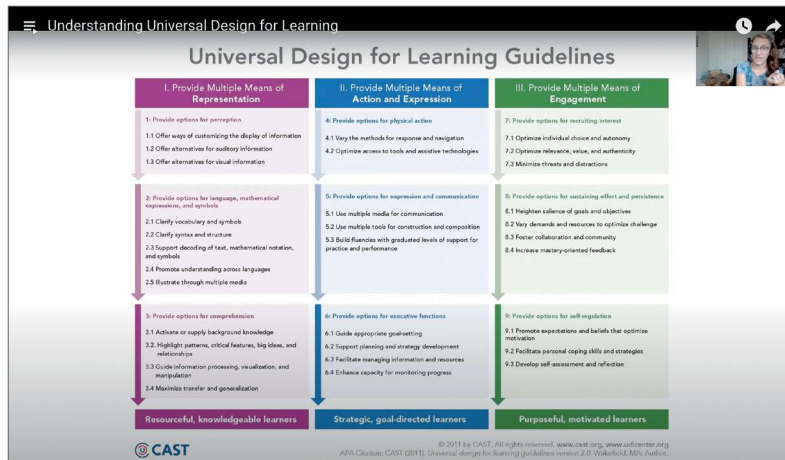 Understanding Universal Design for Learning
Universal Design for Learning Guidelines
I. Provide Multiple Means of
Representation
1: Provide options for perception
1.1 Offer ways of customizing the display of information
1.2 Offer alternatives for auditory information
1.3 Offer alternatives for visual information
2: Provide options for language, mathematical
expressions, and symbols
2.1 Clarify vocabulary and symbols
2.2 Clarify syntax and structure
2.3 Support decoding of text, mathematical notation,
and symbols
2.4 Promote understanding across languages
2.5 Illustrate through multiple media
3: Provide options for comprehension
3.1 Activate or supply background knowledge
3.2. Highlight patterns, critical features, big ideas, and
relationships
3.3 Guide information processing, visualization, and
manipulation
3.4 Maximize transfer and generalization
Resourceful, knowledgeable learners
II. Provide Multiple Means of
Action and Expression
4: Provide options for physical action
4.1 Vary the methods for response and navigation
4.2 Optimize access to tools and assistive technologies
5: Provide options for expression and communication
5.1 Use multiple media for communication
5.2 Use multiple tools for construction and composition
5.3 Build fluencies with graduated levels of support for
practice and performance
6: Provide options for executive functions
6.1 Guide appropriate goal-setting
6.2 Support planning and strategy development
6.3 Facilitate managing information and resources
6.4 Enhance capacity for monitoring progress
Strategic, goal-directed learners
III. Provide Multiple Means of
Engagement
7: Provide options for recruiting interest
7.1 Optimize individual choice and autonomy
7.2 Optimize relevance, value, and authenticity
7.3 Minimize threats and distractions
8: Provide options for sustaining effort and persistence
8.1 Heighten salience of goals and objectives
8.2 Vary demands and resources to optimize challenge
8.3 Foster collaboration and community
8.4 Increase mastery-oriented feedback
9: Provide options for self-regulation
9.1 Promote expectations and beliefs that optimize
motivation
9.2 Facilitate personal coping skills and strategies
9.3 Develop self-assessment and reflection
Purposeful, motivated learners
CAST
© 2011 by CAST. All rights reserved. www.cast.org, www.udlcenter.org
APA Citation: CAST (2011). Universal design for learning guidelines version 2.0. Wakefield, MA: Author.